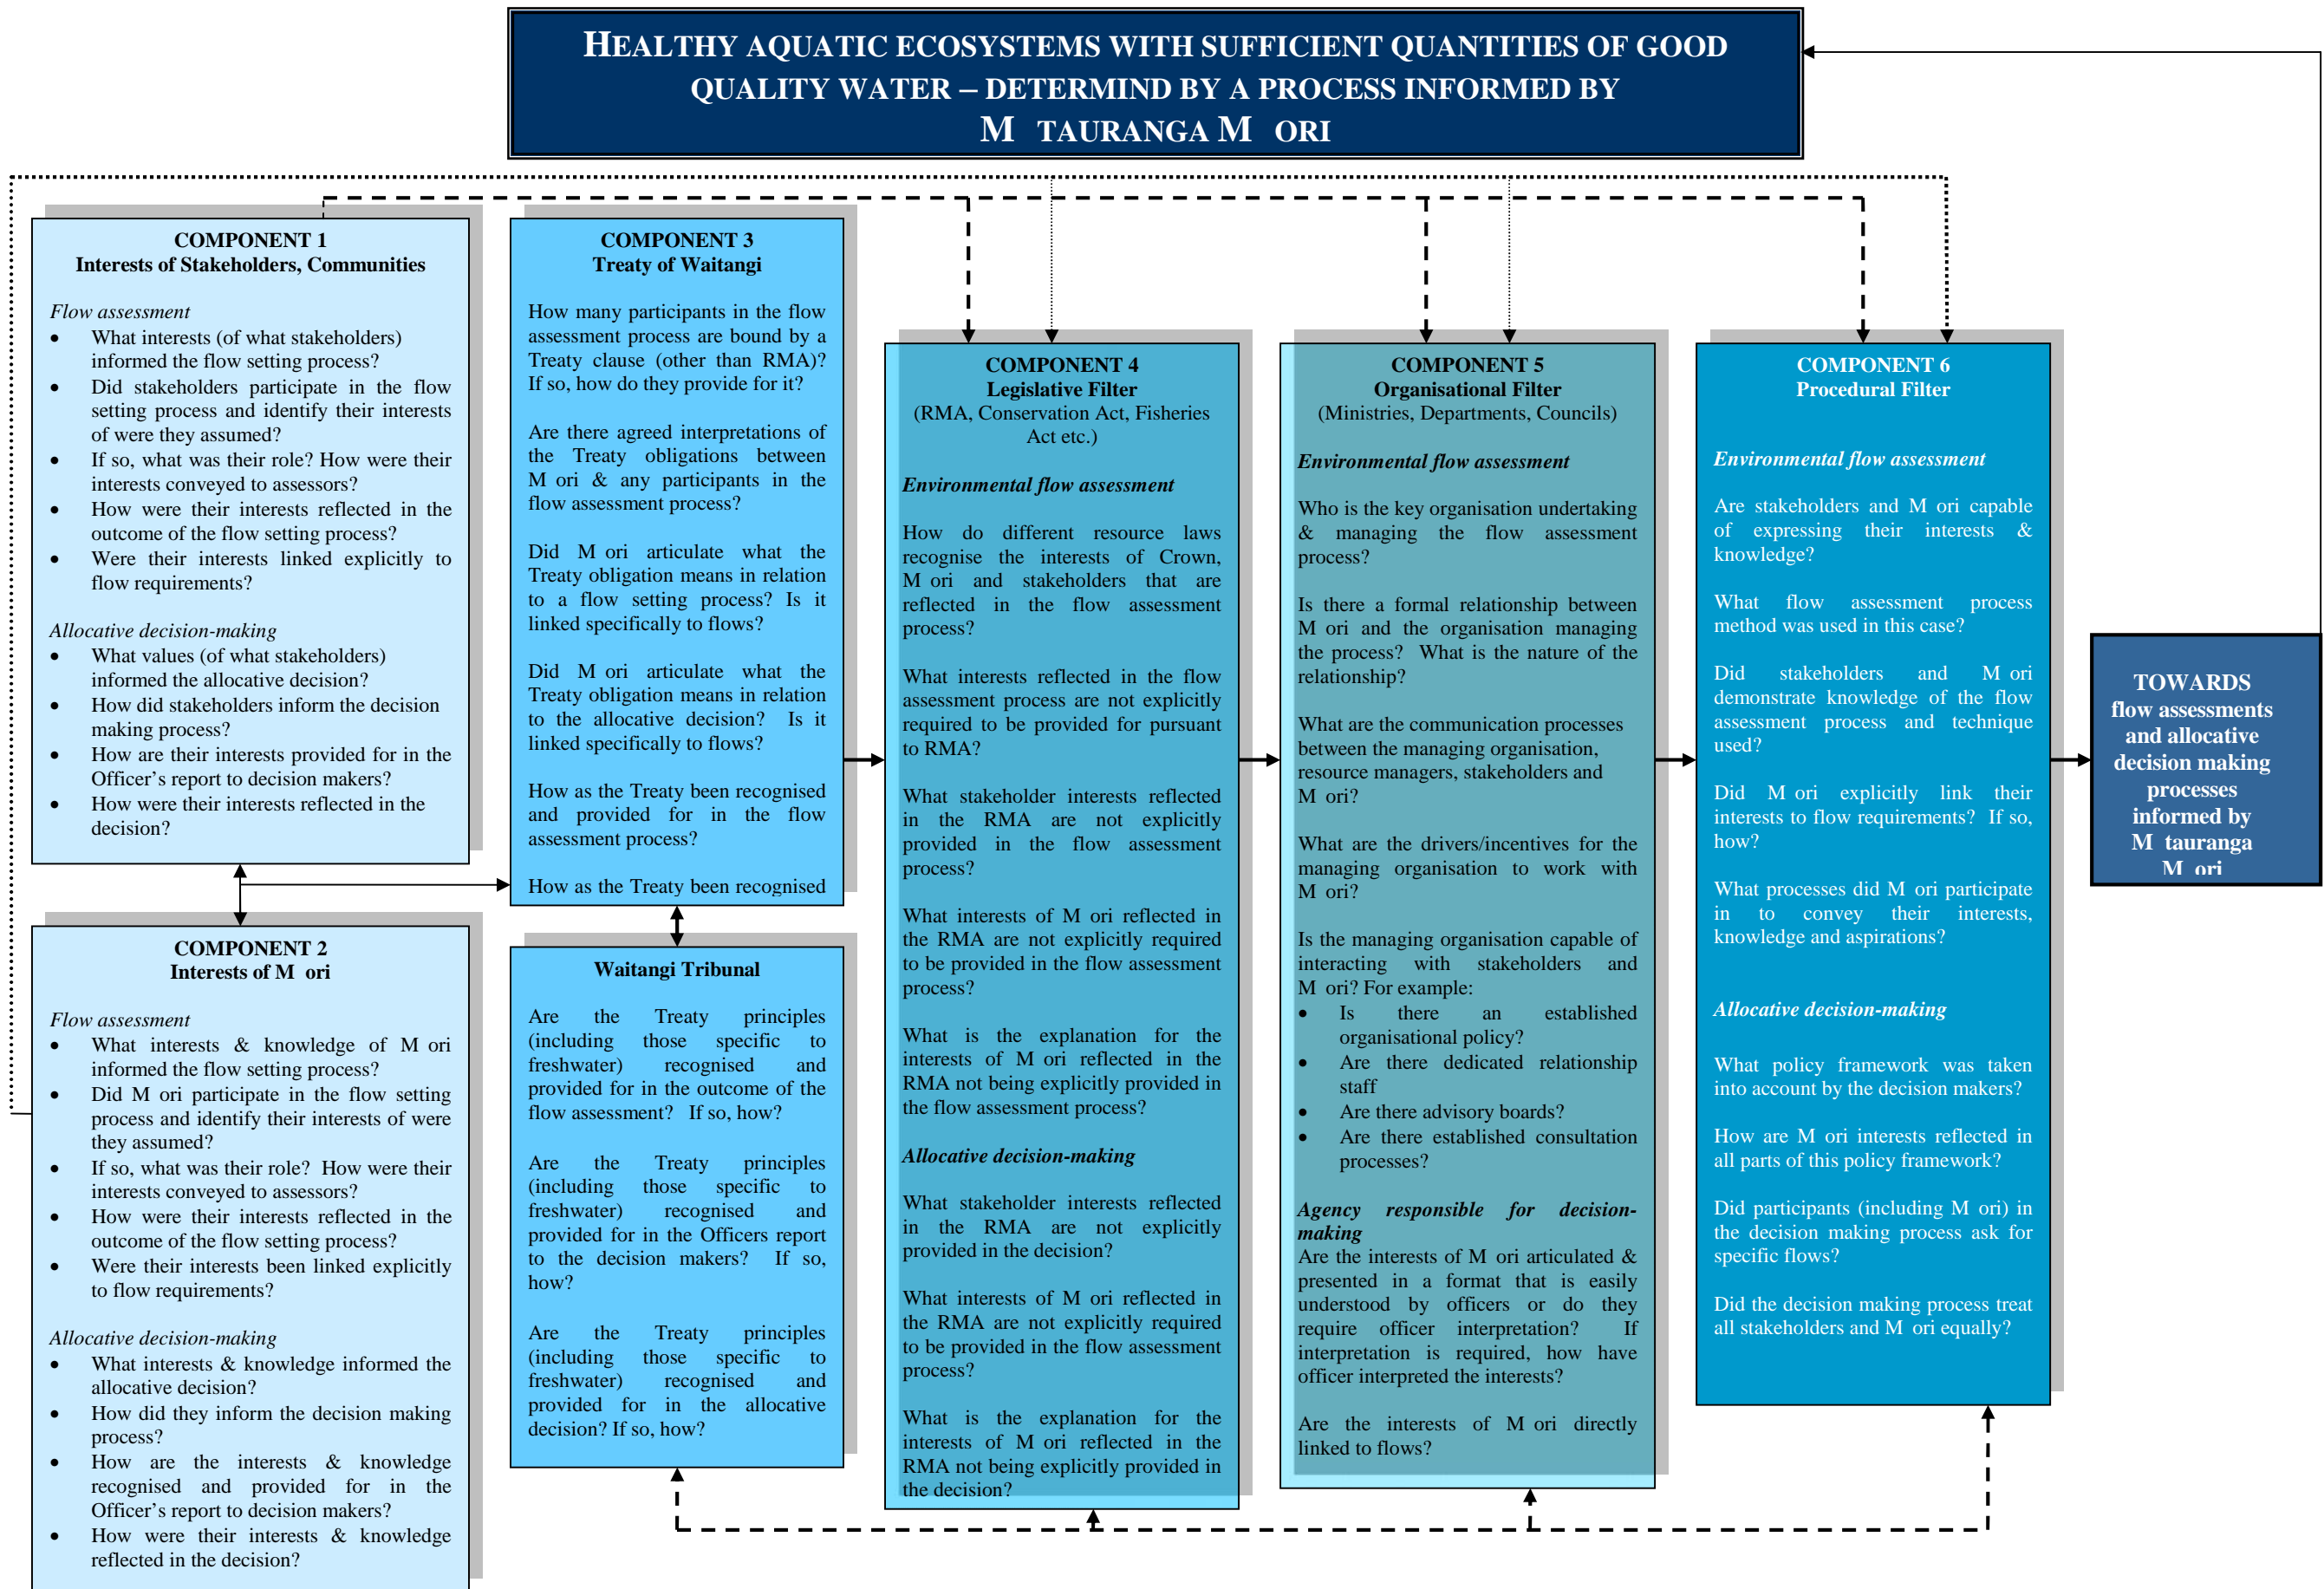 HEALTHY AQUATIC ECOSYSTEMS WITH SUFFICIENT QUANTITIES OF GOOD
QUALITY WATER – DETERMIND BY A PROCESS INFORMED BY
M TAURANGA M ORI
COMPONENT 1
Interests of Stakeholders, Communities
Flow assessment
• What interests (of what stakeholders)
informed the flow setting process?
• Did stakeholders participate in the flow
setting process and identify their interests
of were they assumed?
• If so, what was their role? How were their
interests conveyed to assessors?
• How were their interests reflected in the
outcome of the flow setting process?
• Were their interests linked explicitly to
flow requirements?
Allocative decision-making
• What values (of what stakeholders)
informed the allocative decision?
• How did stakeholders inform the decision
making process?
• How are their interests provided for in the
Officer’s report to decision makers?
• How were their interests reflected in the
decision?
COMPONENT 2
Interests of M ori
Flow assessment
• What interests & knowledge of M ori
informed the flow setting process?
• Did M ori participate in the flow setting
process and identify their interests of were
they assumed?
• If so, what was their role? How were their
interests conveyed to assessors?
• How were their interests reflected in the
outcome of the flow setting process?
• Were their interests been linked explicitly
to flow requirements?
Allocative decision-making
• What interests & knowledge informed the
allocative decision?
• How did they inform the decision making
process?
• How are the interests & knowledge
recognised and provided for in the
Officer’s report to decision makers?
• How were their interests & knowledge
reflected in the decision?
COMPONENT 3
Treaty of Waitangi
How many participants in the flow
assessment process are bound by a
Treaty clause (other than RMA)?
If so, how do they provide for it?
Are there agreed interpretations of
the Treaty obligations between
M ori & any participants in the
flow assessment process?
Did M ori articulate what the
Treaty obligation means in relation
to a flow setting process? Is it
linked specifically to flows?
Did M ori articulate what the
Treaty obligation means in relation
to the allocative decision? Is it
linked specifically to flows?
How as the Treaty been recognised
and provided for in the flow
assessment process?
How as the Treaty been recognised
Waitangi Tribunal
Are the Treaty principles
(including those specific to
freshwater) recognised and
provided for in the outcome of the
flow assessment? If so, how?
Are the Treaty principles
(including those specific to
freshwater) recognised and
provided for in the Officers report
to the decision makers? If so,
how?
Are the Treaty principles
(including those specific to
freshwater) recognised and
provided for in the allocative
decision? If so, how?
COMPONENT 4
Legislative Filter
(RMA, Conservation Act, Fisheries
Act etc.)
Environmental flow assessment
How do different resource laws
recognise the interests of Crown,
M ori and stakeholders that are
reflected in the flow assessment
process?
What interests reflected in the flow
assessment process are not explicitly
required to be provided for pursuant
to RMA?
What stakeholder interests reflected
in the RMA are not explicitly
provided in the flow assessment
process?
What interests of M ori reflected in
the RMA are not explicitly required
to be provided in the flow assessment
process?
What is the explanation for the
interests of M ori reflected in the
RMA not being explicitly provided in
the flow assessment process?
Allocative decision-making
What stakeholder interests reflected
in the RMA are not explicitly
provided in the decision?
What interests of M ori reflected in
the RMA are not explicitly required
to be provided in the flow assessment
process?
What is the explanation for the
interests of M ori reflected in the
RMA not being explicitly provided in
the decision?
COMPONENT 5
Organisational Filter
(Ministries, Departments, Councils)
Environmental flow assessment
Who is the key organisation undertaking
& managing the flow assessment
process?
Is there a formal relationship between
M ori and the organisation managing
the process? What is the nature of the
relationship?
What are the communication processes
between the managing organisation,
resource managers, stakeholders and
M ori?
What are the drivers/incentives for the
managing organisation to work with
M ori?
Is the managing organisation capable of
interacting with stakeholders and
M ori? For example:
• Is there an established
organisational policy?
• Are there dedicated relationship
staff
• Are there advisory boards?
• Are there established consultation
processes?
Agency responsible for decision-
making
Are the interests of M ori articulated &
presented in a format that is easily
understood by officers or do they
require officer interpretation? If
interpretation is required, how have
officer interpreted the interests?
Are the interests of M ori directly
linked to flows?
COMPONENT 6
Procedural Filter
Environmental flow assessment
Are stakeholders and M ori capable
of expressing their interests &
knowledge?
What flow assessment process
method was used in this case?
Did stakeholders and M ori
demonstrate knowledge of the flow
assessment process and technique
used?
Did M ori explicitly link their
interests to flow requirements? If so,
how?
What processes did M ori participate
in to convey their interests,
knowledge and aspirations?
Allocative decision-making
What policy framework was taken
into account by the decision makers?
How are M ori interests reflected in
all parts of this policy framework?
Did participants (including M ori) in
the decision making process ask for
specific flows?
Did the decision making process treat
all stakeholders and M ori equally?
TOWARDS
flow assessments
and allocative
decision making
processes
informed by
M tauranga
M ori